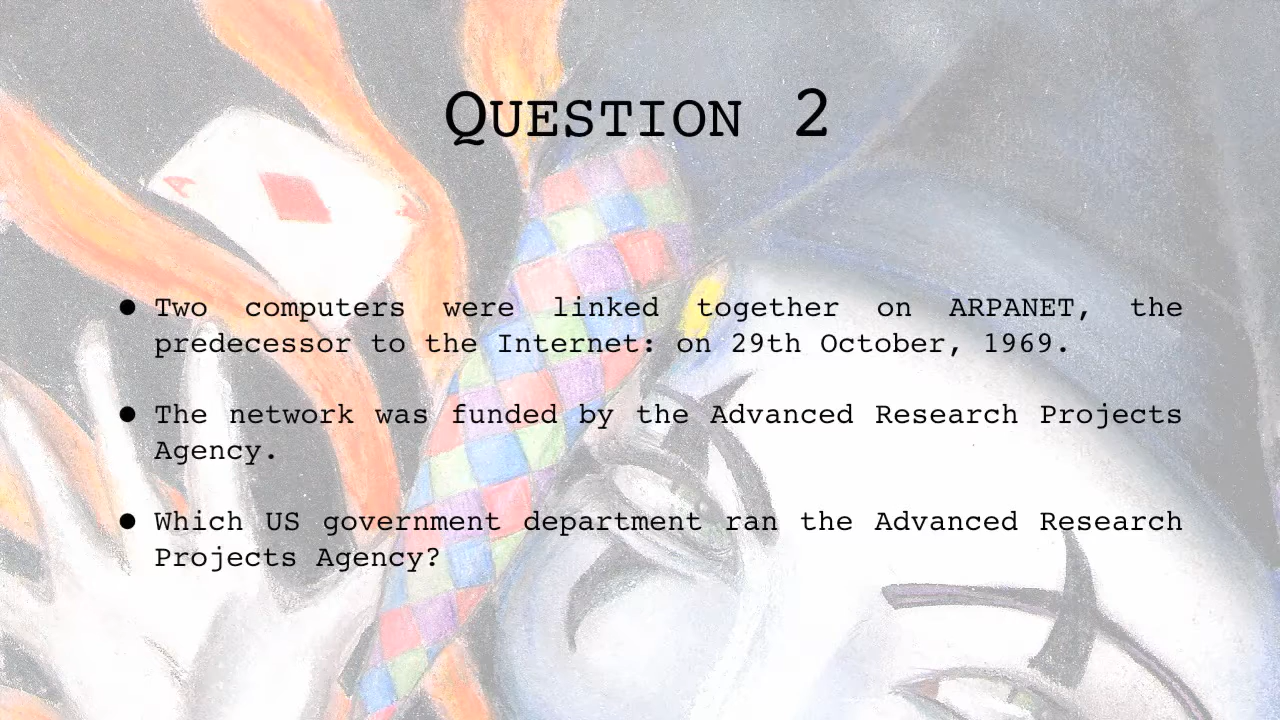 QUESTION 2
● Two computers were linked together on ARPANET, the
predecessor to the Internet: on 29th October, 1969.
● The network was funded by the Advanced Research Projects
Agency.
● Which US government department ran the Advanced Research
Projects Agency?
A